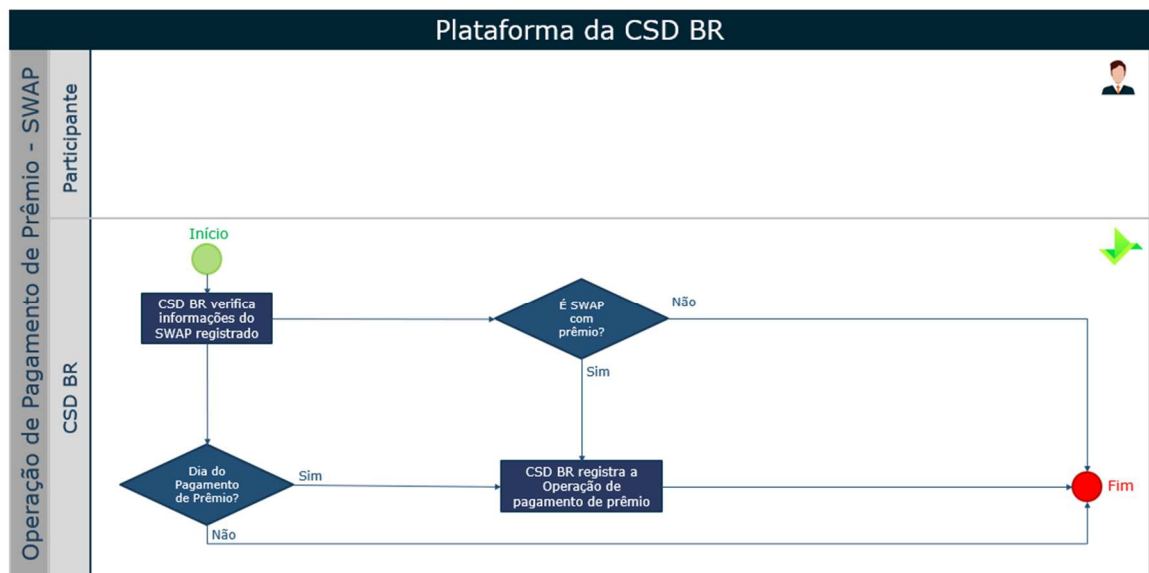 Plataforma da CSD BR
Operação de Pagamento de Prêmio - SWAP
Participante
CSD BR
Início
CSD BR verifica
informações do
SWAP registrado
É SWAP
com
prêmio?
Não
Sim
Dia do
Pagamento
de Prêmio?
Sim
Não
CSD BR registra a
Operação de
pagamento de prêmio
Fim